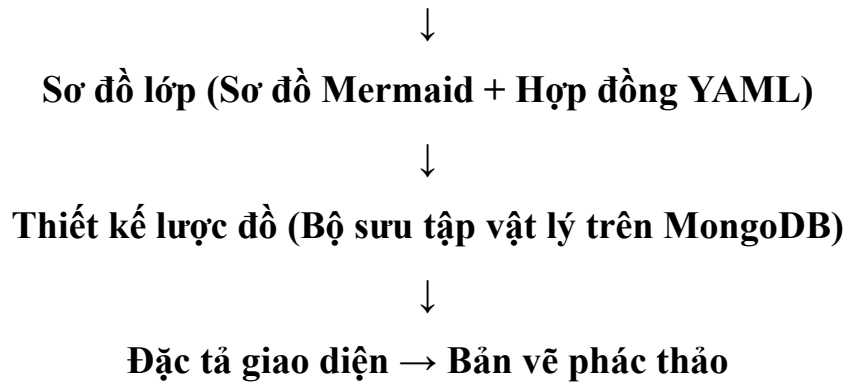 ↓
Sơ đồ lớp (Sơ đồ Mermaid + Hợp đồng YAML)
↓
Thiết kế lược đồ (Bộ sưu tập vật lý trên MongoDB)
↓
Đặc tả giao diện → Bản vẽ phác thảo